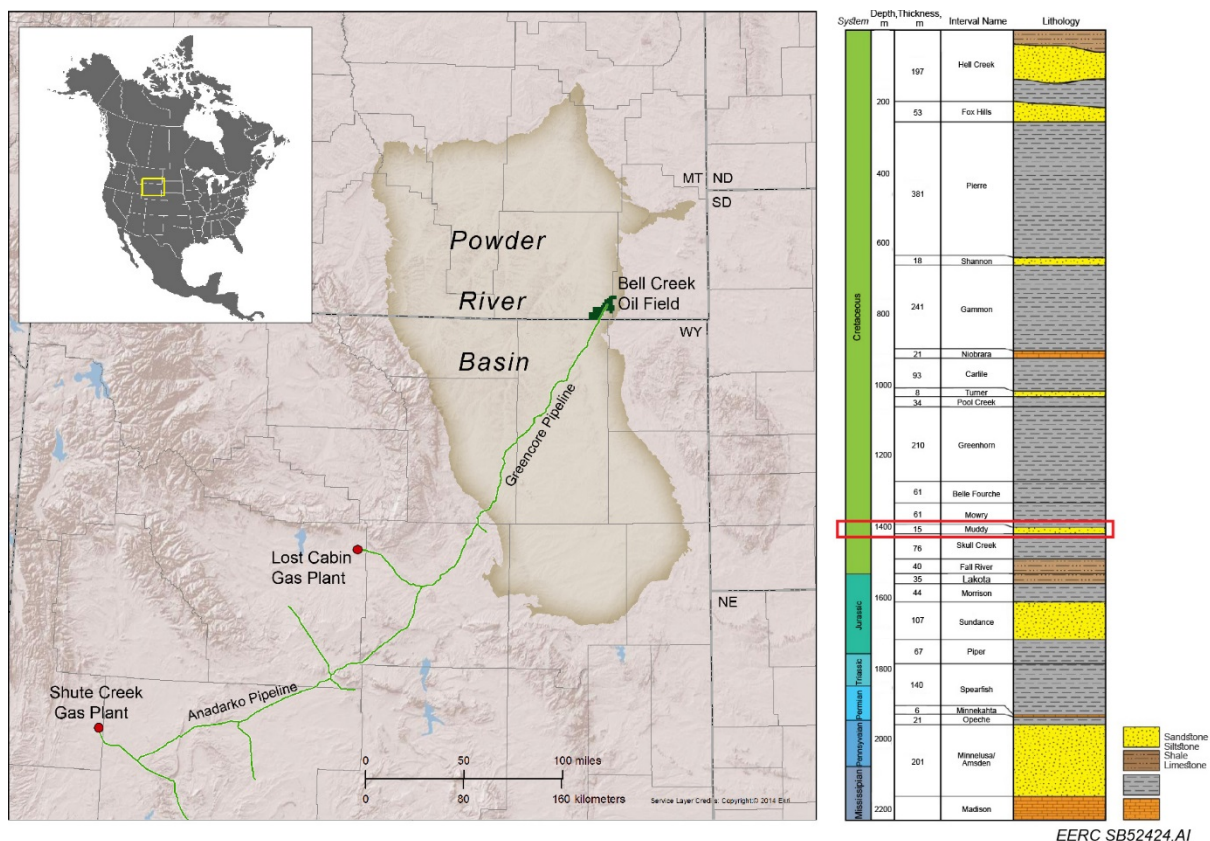 MT
ND
SD
Powder
River
Basin
Bell Creek
Oil Field
WY
Greencore Pipeline
Lost Cabin
Gas Plant
NE
Shute Creek
Gas Plant
Anadarko Pipeline
0 50 100 miles
0 80 160 kilometers
Service Layer Credits: Copyright:© 2014 Esri
System Depth, m Thickness, m Interval Name Lithology
Cretaceous
197 Hell Creek
200
53 Fox Hills
400
381 Pierre
600
18 Shannon
241 Gammon
800
21 Niobrara
93 Carlile
1000
8 Turner
34 Pool Creek
210 Greenhorn
1200
61 Belle Fourche
61 Mowry
1400
15 Muddy
76 Skull Creek
40 Fall River
35 Lakota
Jurassic
44 Morrison
1600
107 Sundance
67 Piper
Triassic
1800
140 Spearfish
Permian
6 Minnekahta
21 Opeche
Pennsylvanian
2000
201 Minnelusa/
Amsden
Mississippian
2200
Madison
Sandstone
Siltstone
Shale
Limestone
EERC SB52424.AI